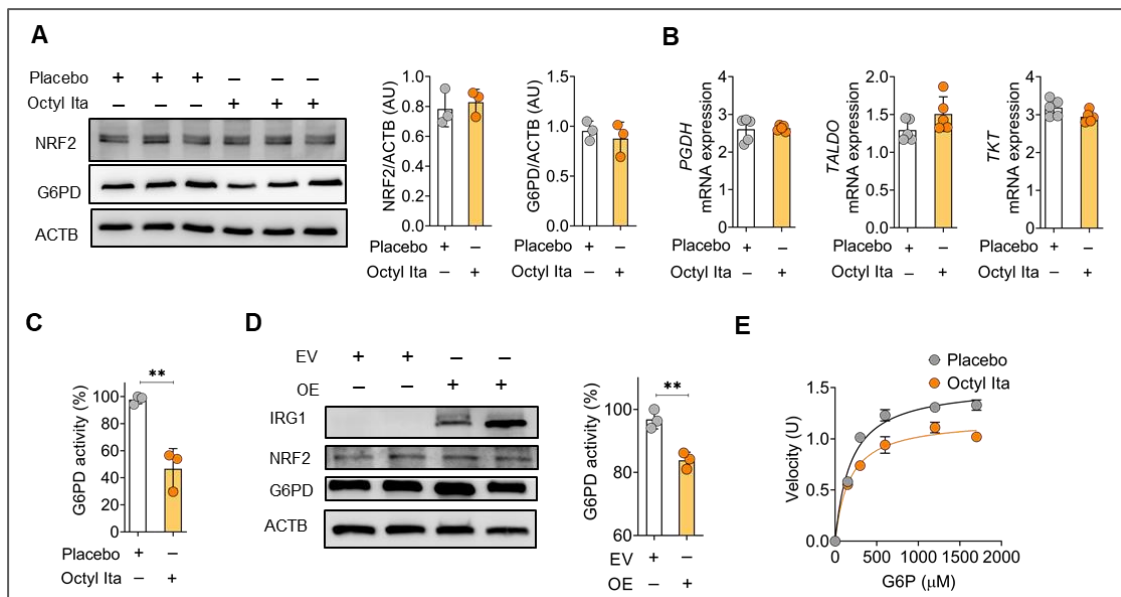 A
Placebo + + + – – –
Octyl Ita – – – + + +
NRF2
G6PD
ACTB
NRF2/ACTB (AU)
1.0
0.8
0.6
0.4
0.2
0.0
Placebo + –
Octyl Ita – +
G6PD/ACTB (AU)
1.5
1.0
0.5
0.0
Placebo + –
Octyl Ita – +
B
PGDH
mRNA expression
4
3
2
1
0
Placebo + –
Octyl Ita – +
TALDO
mRNA expression
2.0
1.5
1.0
0.5
0.0
Placebo + –
Octyl Ita – +
TKT
mRNA expression
4
3
2
1
0
Placebo + –
Octyl Ita – +
C
**
G6PD activity (%)
100
80
60
40
20
0
Placebo + –
Octyl Ita – +
D
EV + + – –
OE – – + +
IRG1
NRF2
G6PD
ACTB
**
G6PD activity (%)
100
80
60
EV + –
OE – +
E
Placebo
Octyl Ita
Velocity (U)
1.5
1.0
0.5
0.0
0 500 1000 1500 2000
G6P (μM)